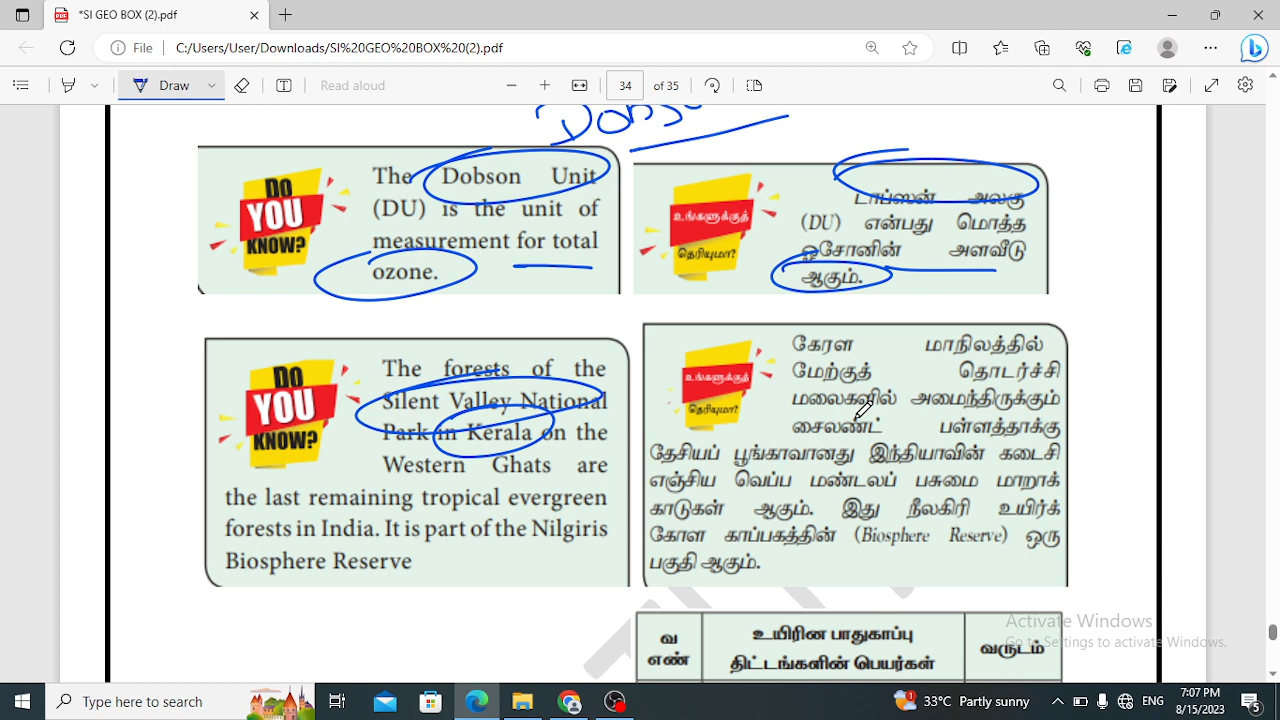 *SI GEO BOX (2).pdf
File
C:/Users/User/Downloads/SI%20GEO%20BOX%20(2).pdf
Draw
Read aloud
34 of 35
Dobso
DO YOU KNOW?
The Dobson Unit
(DU) is the unit of
measurement for total
ozone.
உங்களுக்குத்
தெரியுமா?
டாப்ஸன் அலகு
(DU) என்பது மொத்த
ஓசோனின் அளவீடு
ஆகும்.
DO YOU KNOW?
The forests of the
Silent Valley National
Park in Kerala on the
Western Ghats are
the last remaining tropical evergreen
forests in India. It is part of the Nilgiris
Biosphere Reserve
உங்களுக்குத்
தெரியுமா?
கேரள மாநிலத்தில்
மேற்குத் தொடர்ச்சி
மலைகளில் அமைந்திருக்கும்
சைலண்ட் பள்ளத்தாக்கு
தேசியப் பூங்காவானது இந்தியாவின் கடைசி
எஞ்சிய வெப்ப மண்டலப் பசுமை மாறாக்
காடுகள் ஆகும். இது நீலகிரி உயிர்க்
கோள காப்பகத்தின் (Biosphere Reserve) ஒரு
பகுதி ஆகும்.
வ எண்
உயிரின பாதுகாப்பு
திட்டங்களின் பெயர்கள்
வருடம்
Activate Windows
Go to Settings to activate Windows.
Type here to search
33°C Partly sunny
ENG
7:07 PM
8/15/2023